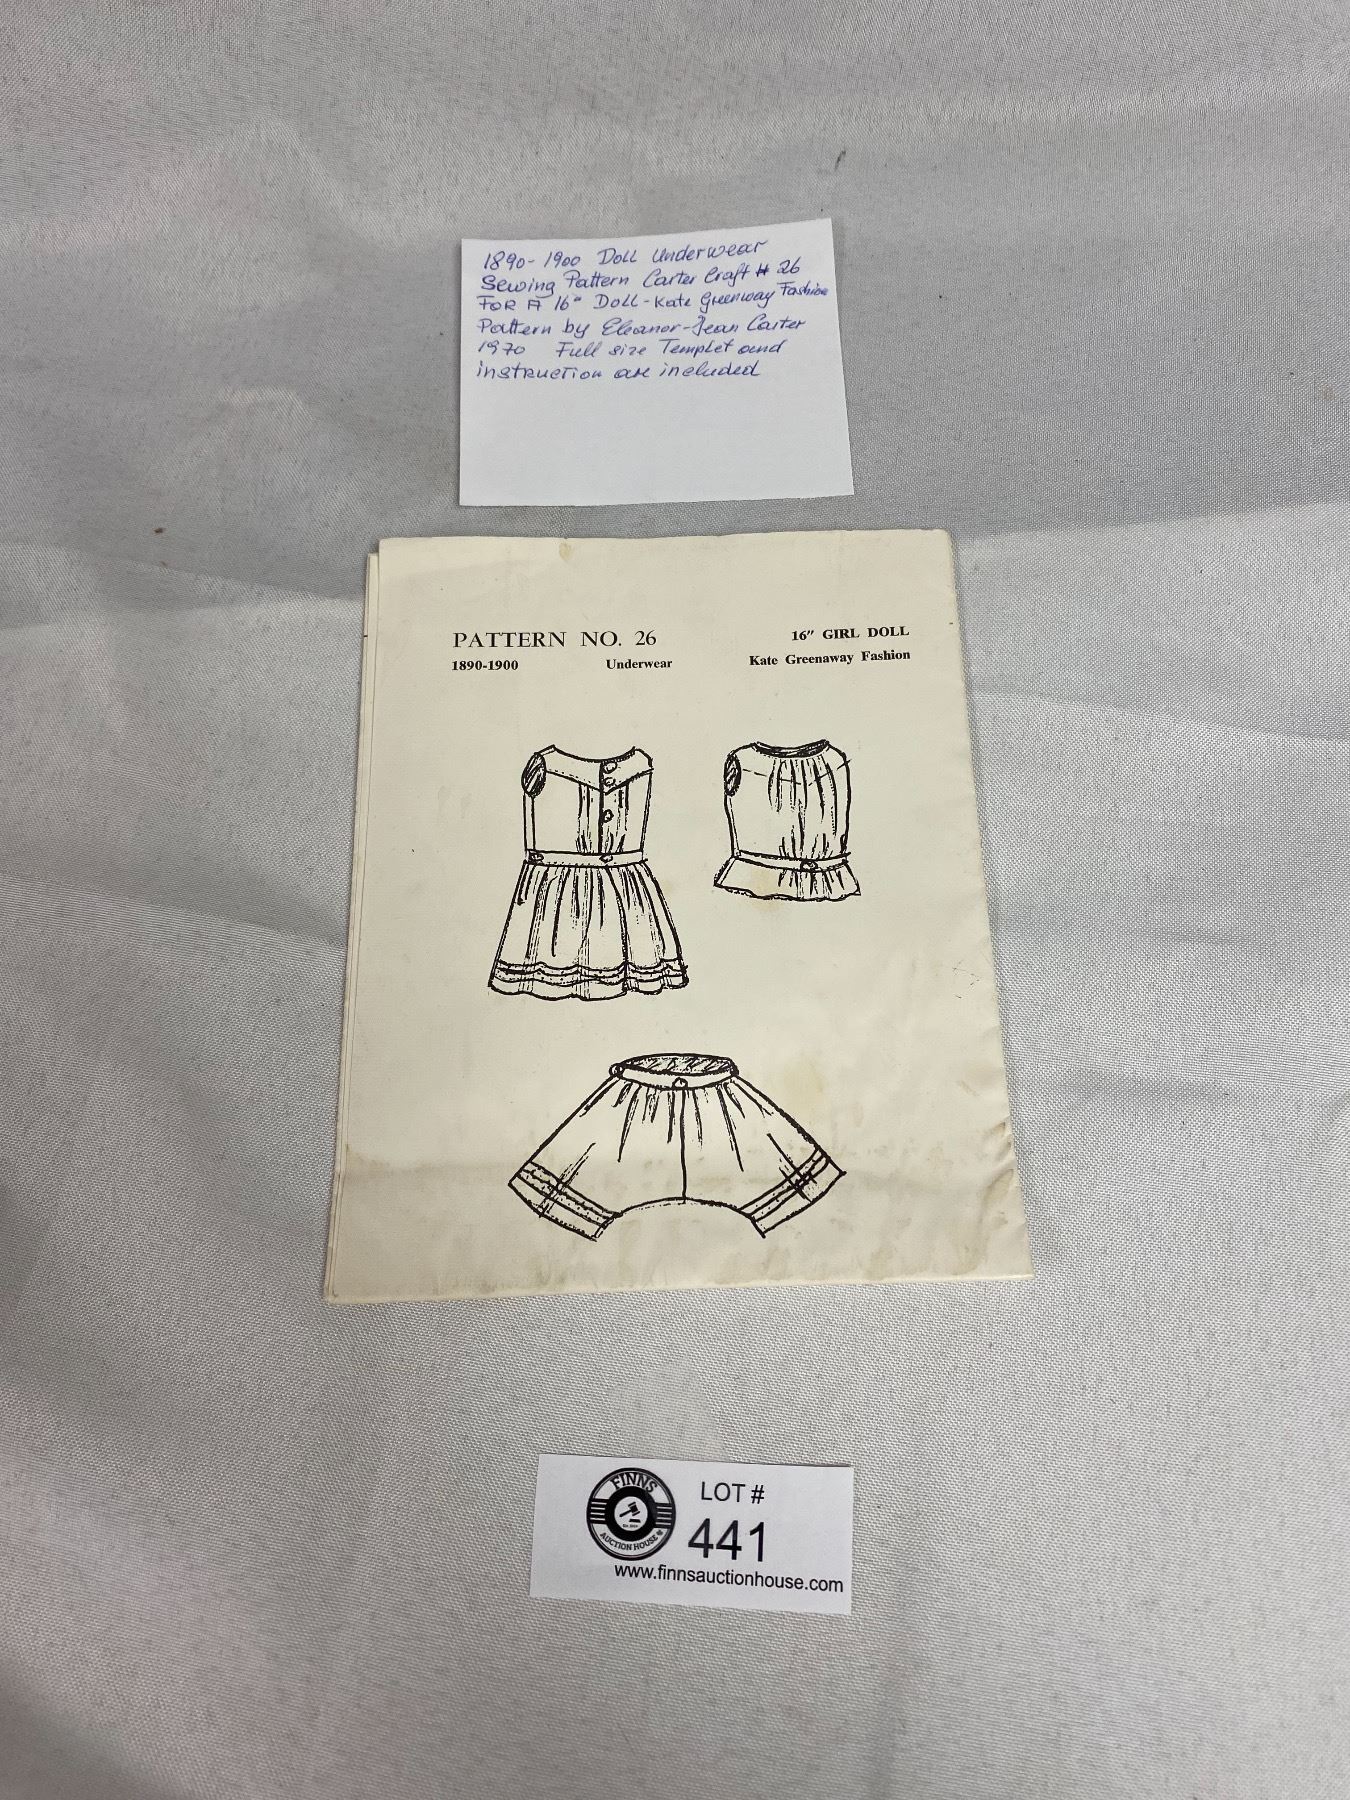 1890-1900 Doll Underwear
Sewing Pattern Carter Craft # 26
FOR A 16" Doll - Kate Greenway Fashion
Pattern by Eleanor-Jean Carter
1970 Full size Templet and
instruction are included
PATTERN NO. 26
1890-1900 Underwear
16" GIRL DOLL
Kate Greenaway Fashion
FINNS
AUCTION HOUSE
LOT #
441
www.finnsauctionhouse.com